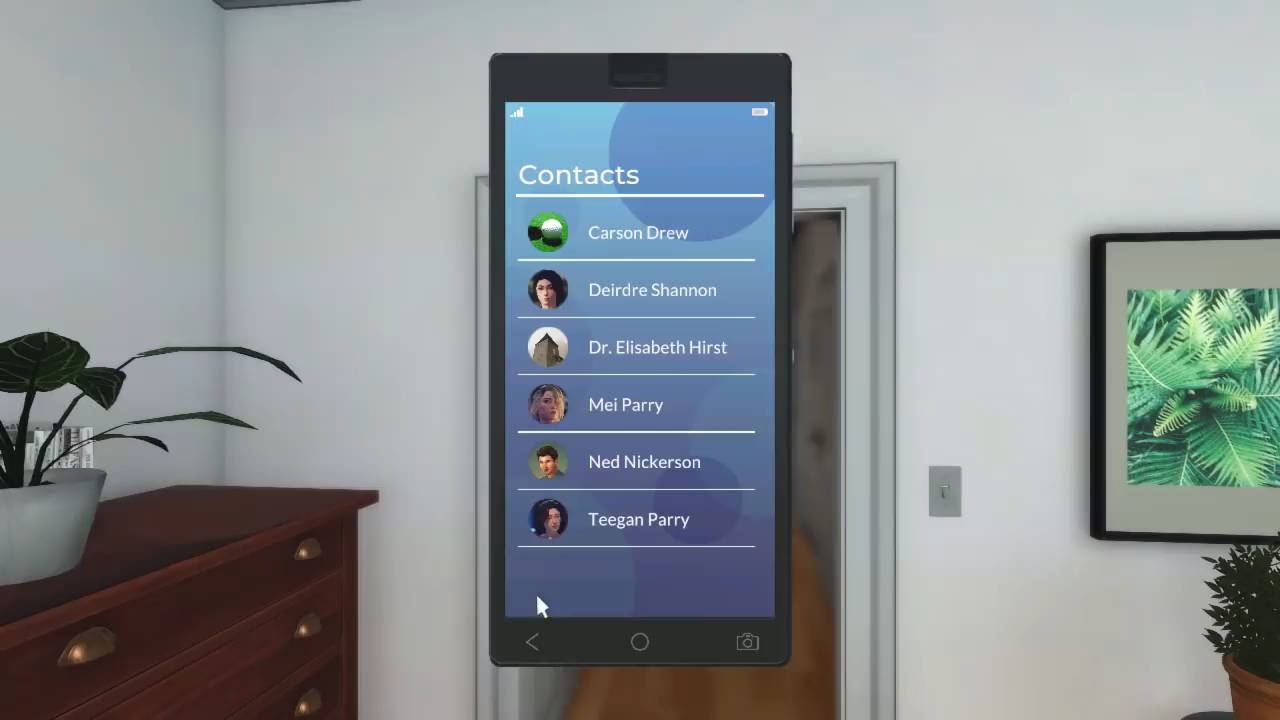 Contacts
Carson Drew
Deirdre Shannon
Dr. Elisabeth Hirst
Mei Parry
Ned Nickerson
Teegan Parry